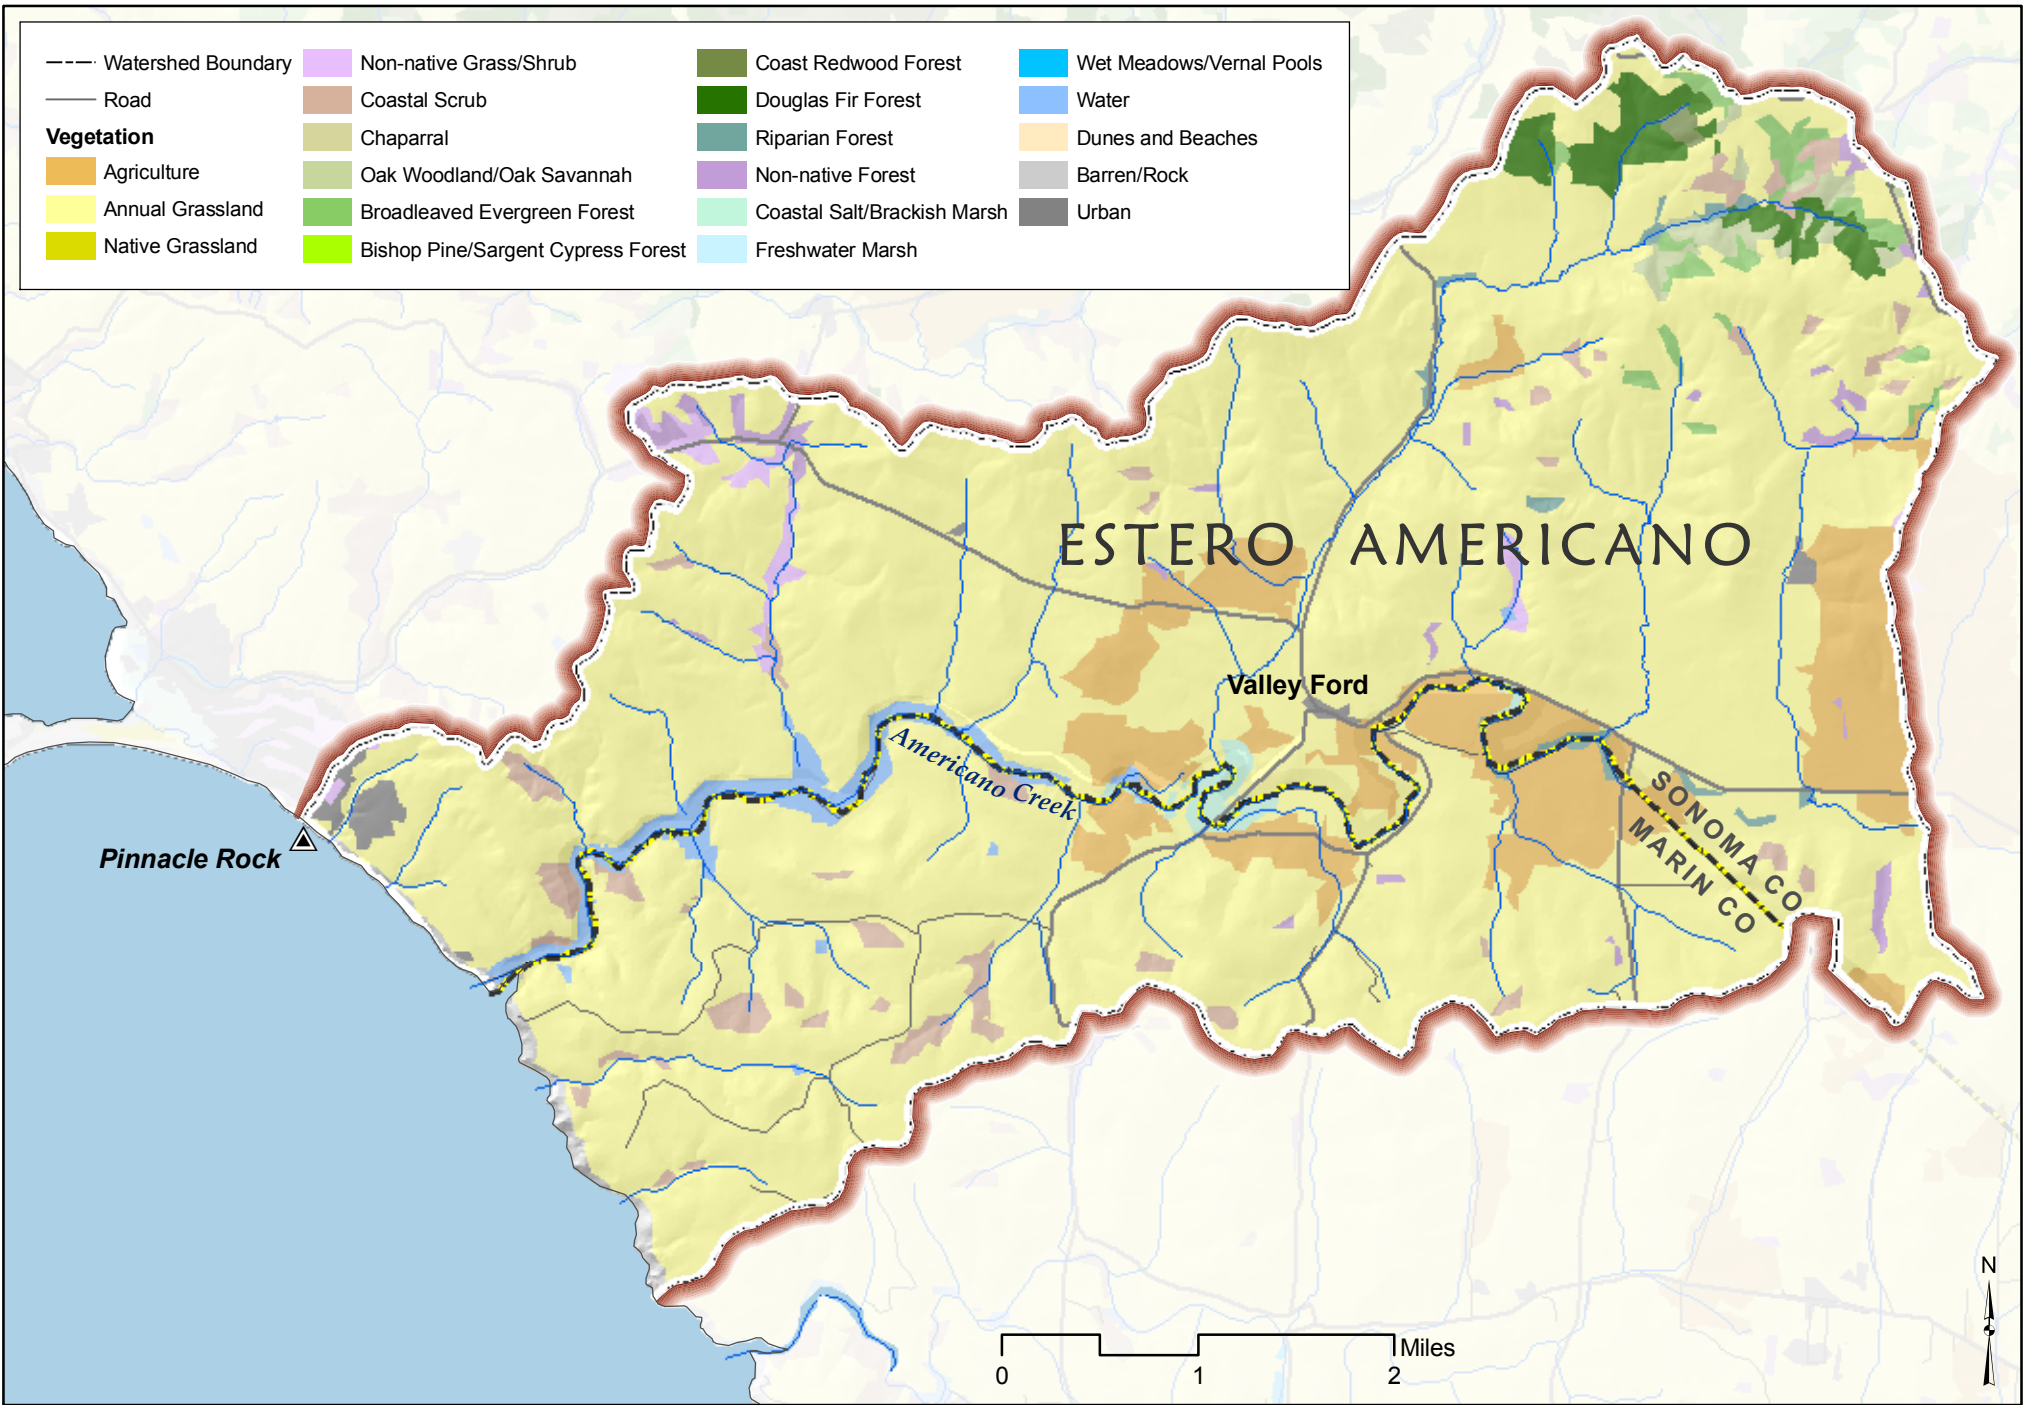 Watershed Boundary
Road
Vegetation
Agriculture
Annual Grassland
Native Grassland
Non-native Grass/Shrub
Coastal Scrub
Chaparral
Oak Woodland/Oak Savannah
Broadleaved Evergreen Forest
Bishop Pine/Sargent Cypress Forest
Coast Redwood Forest
Douglas Fir Forest
Riparian Forest
Non-native Forest
Coastal Salt/Brackish Marsh
Freshwater Marsh
Wet Meadows/Vernal Pools
Water
Dunes and Beaches
Barren/Rock
Urban
ESTERO AMERICANO
Valley Ford
Americano Creek
SONOMA CO
MARIN CO
Pinnacle Rock
N
Miles
0 1 2